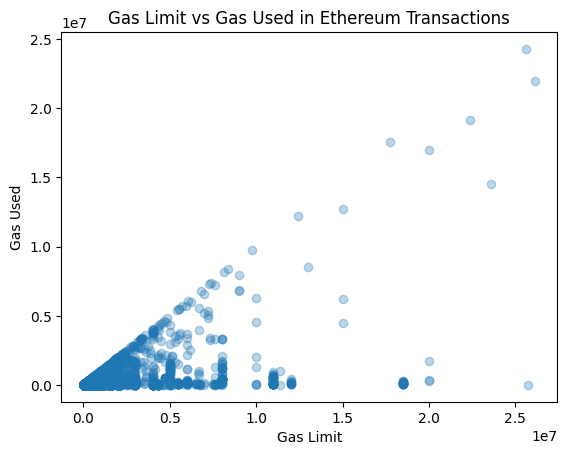 Gas Limit vs Gas Used in Ethereum Transactions
1e7
2.5
2.0
1.5
1.0
0.5
0.0
Gas Used
0.0 0.5 1.0 1.5 2.0 2.5
1e7
Gas Limit